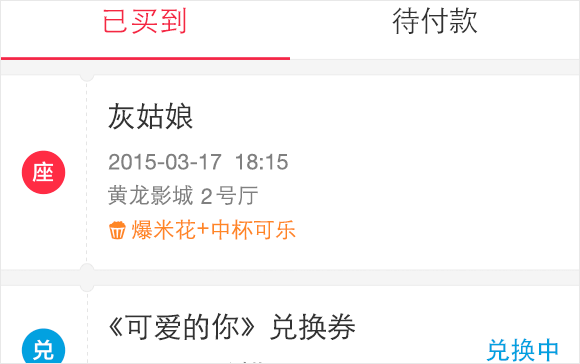 已买到
待付款
灰姑娘
座
2015-03-17 18:15
黄龙影城 2号厅
爆米花+中杯可乐
《可爱的你》兑换券
兑
兑换中